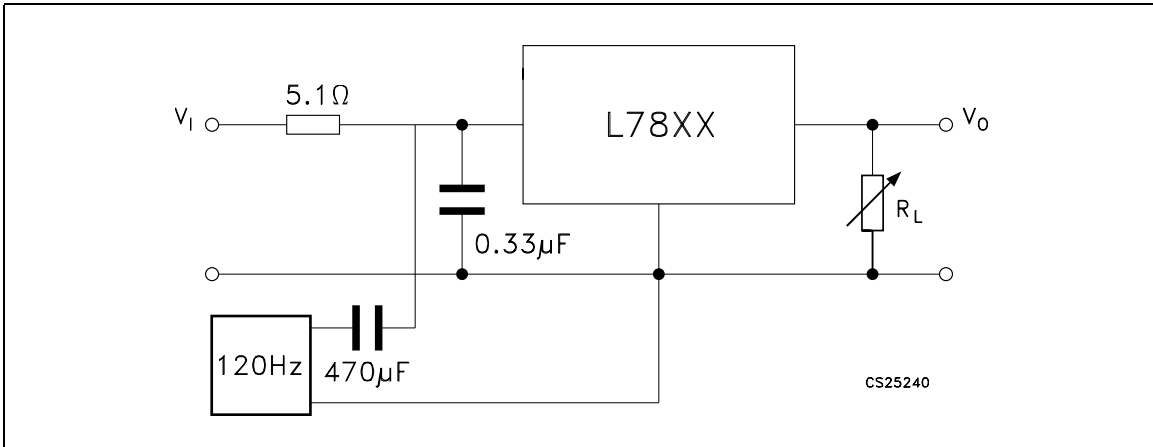 5.1Ω
V_I
L78XX
V_O
R_L
0.33µF
120Hz
470µF
CS25240